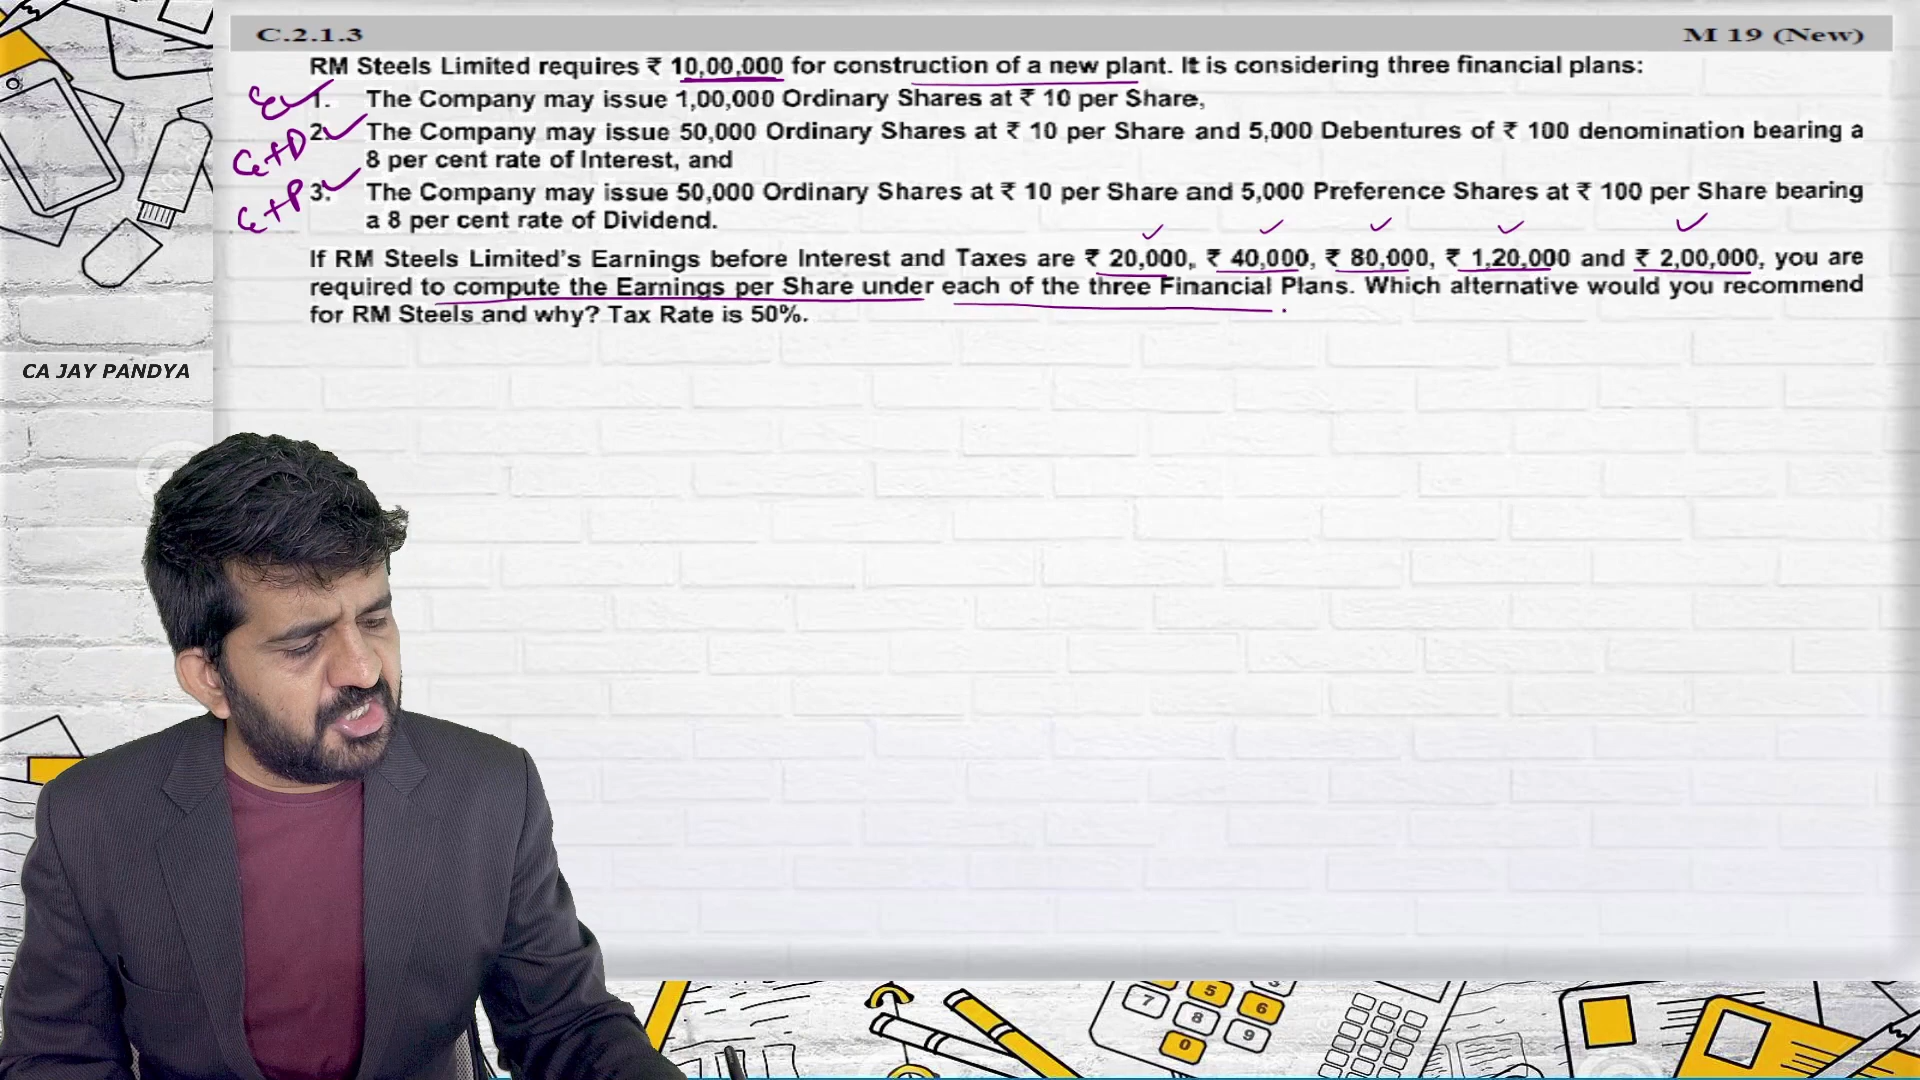 C.2.1.3 M 19 (New)
RM Steels Limited requires ₹ 10,00,000 for construction of a new plant. It is considering three financial plans:
1. The Company may issue 1,00,000 Ordinary Shares at ₹ 10 per Share,
2. The Company may issue 50,000 Ordinary Shares at ₹ 10 per Share and 5,000 Debentures of ₹ 100 denomination bearing a
8 per cent rate of Interest, and
3. The Company may issue 50,000 Ordinary Shares at ₹ 10 per Share and 5,000 Preference Shares at ₹ 100 per Share bearing
a 8 per cent rate of Dividend.
If RM Steels Limited's Earnings before Interest and Taxes are ₹ 20,000, ₹ 40,000, ₹ 80,000, ₹ 1,20,000 and ₹ 2,00,000, you are
required to compute the Earnings per Share under each of the three Financial Plans. Which alternative would you recommend
for RM Steels and why? Tax Rate is 50%.
CA JAY PANDYA
7 5
8 6
0 9